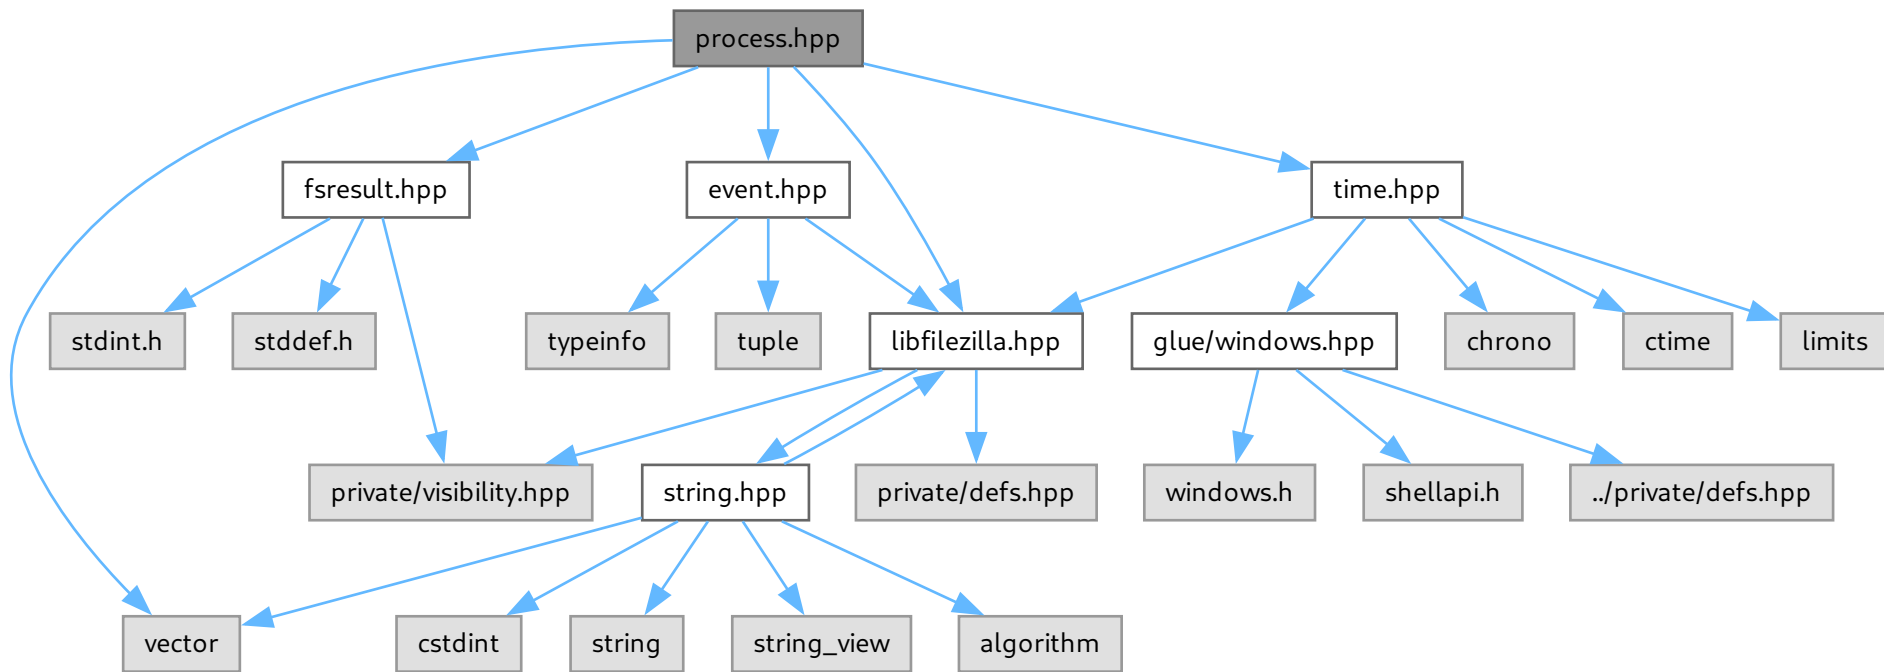 process.hpp
fsresult.hpp
event.hpp
time.hpp
stdint.h
stddef.h
typeinfo
tuple
libfilezilla.hpp
glue/windows.hpp
chrono
ctime
limits
private/visibility.hpp
string.hpp
private/defs.hpp
windows.h
shellapi.h
../private/defs.hpp
vector
cstdint
string
string_view
algorithm